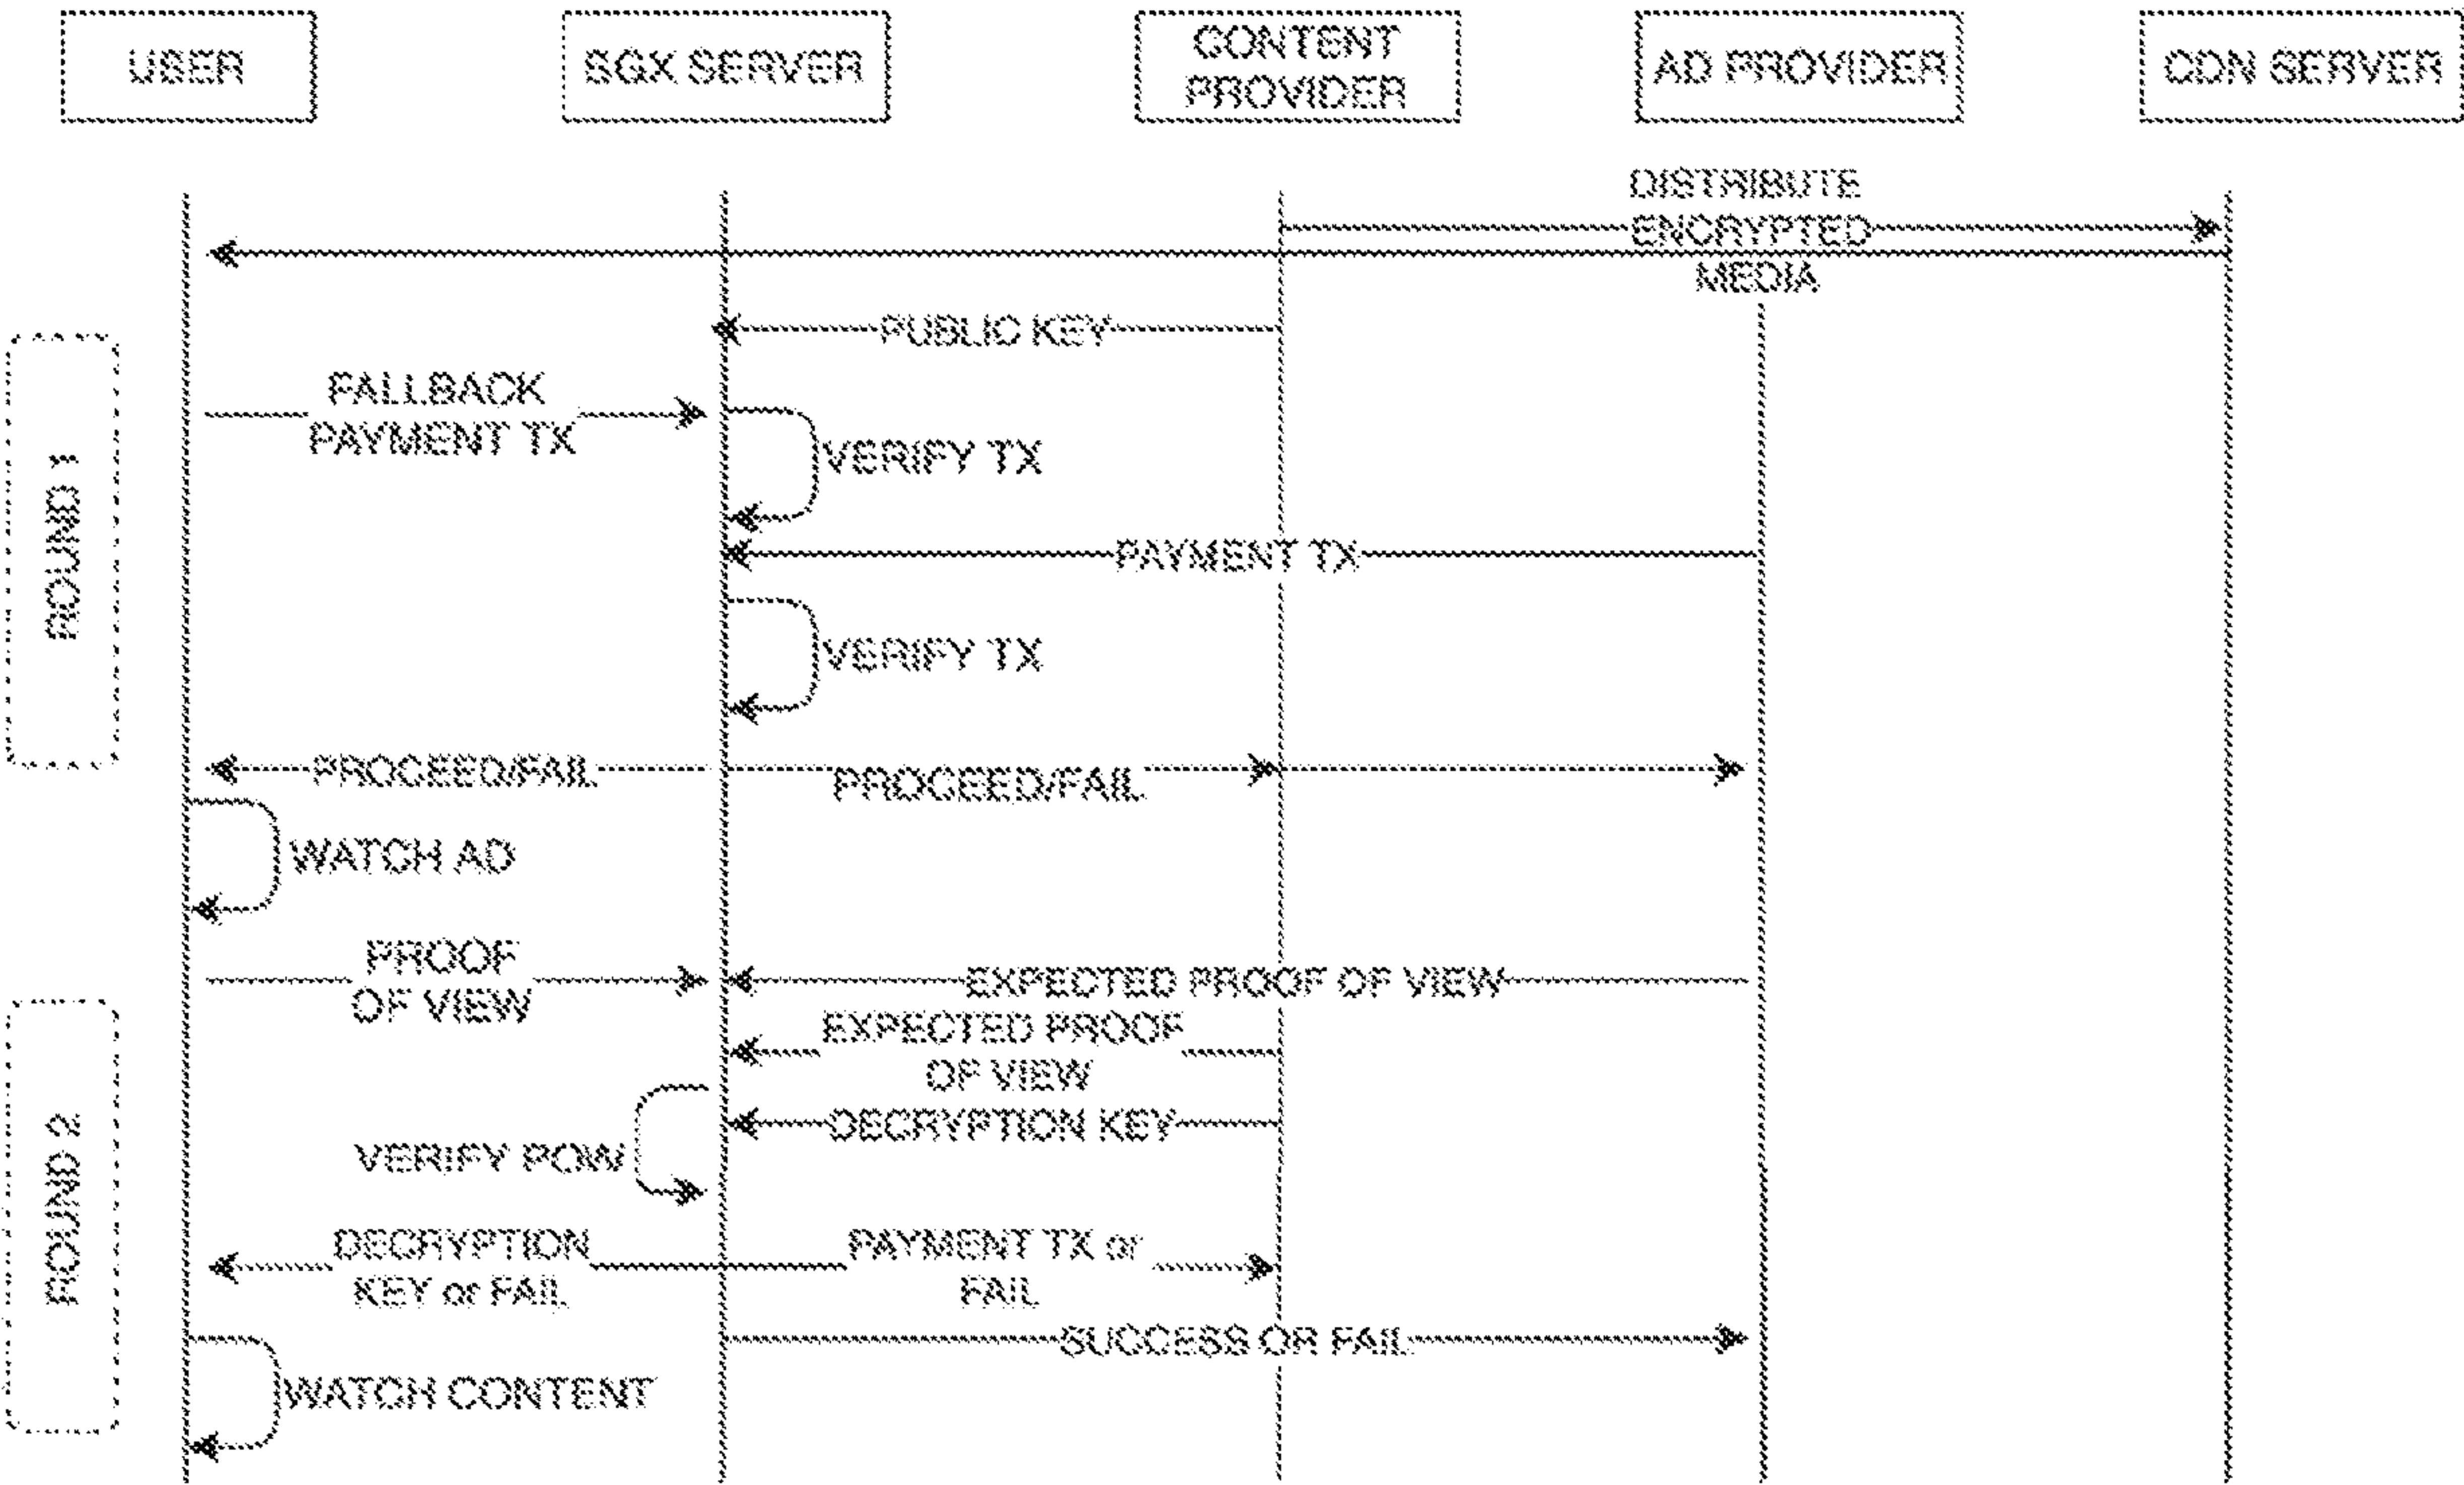 USER
SGX SERVER
CONTENT
PROVIDER
AD PROVIDER
CDN SERVER
DISTRIBUTE
ENCRYPTED
MEDIA
PUBLIC KEY
ROUND 1
FALLBACK
PAYMENT TX
VERIFY TX
PAYMENT TX
VERIFY TX
PROCEED/FAIL
PROCEED/FAIL
WATCH AD
PROOF
OF VIEW
EXPECTED PROOF OF VIEW
EXPECTED PROOF
OF VIEW
ROUND 2
DECRYPTION KEY
VERIFY POW
DECRYPTION
KEY or FAIL
PAYMENT TX or
FAIL
SUCCESS OR FAIL
WATCH CONTENT